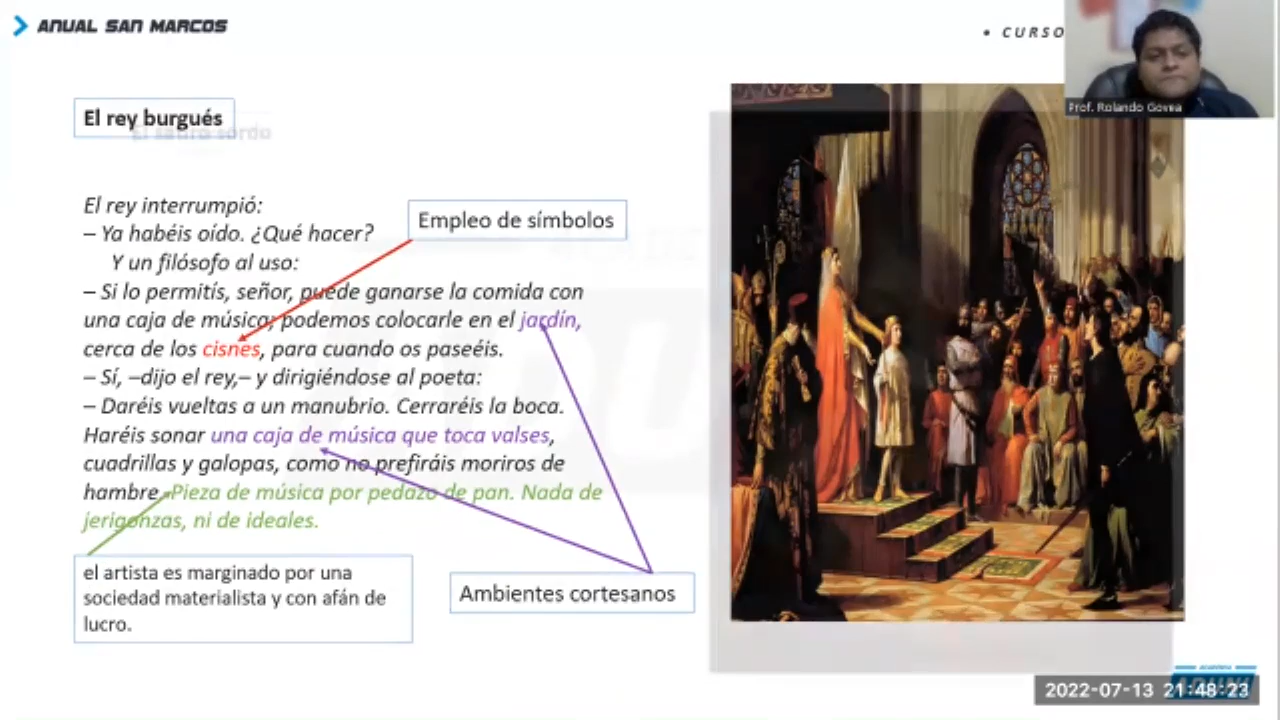 ANUAL SAN MARCOS
• CURSO
Prof. Rolando Govea
El rey burgués
El rey interrumpió:
– Ya habéis oído. ¿Qué hacer?
Y un filósofo al uso:
– Si lo permitís, señor, puede ganarse la comida con
una caja de música; podemos colocarle en el jardín,
cerca de los cisnes, para cuando os paseéis.
– Sí, –dijo el rey,– y dirigiéndose al poeta:
– Daréis vueltas a un manubrio. Cerraréis la boca.
Haréis sonar una caja de música que toca valses,
cuadrillas y galopas, como no prefiráis moriros de
hambre. Pieza de música por pedazo de pan. Nada de
jerigonzas, ni de ideales.
Empleo de símbolos
el artista es marginado por una
sociedad materialista y con afán de
lucro.
Ambientes cortesanos
2022-07-13 21:48:23